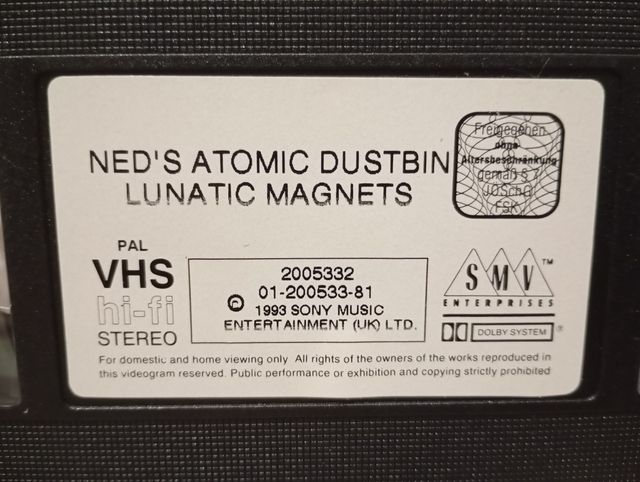 NED'S ATOMIC DUSTBIN
LUNATIC MAGNETS
Freigegeben
ohne
Altersbeschränkung
gemäß § 7
JÖSchG
FSK
PAL
VHS
hi-fi
STEREO
2005332
01-200533-81
℗ 1993 SONY MUSIC
ENTERTAINMENT (UK) LTD.
SMV™
ENTERPRISES
DOLBY SYSTEM®
For domestic and home viewing only. All rights of the owners of the works reproduced in
this videogram reserved. Public performance or exhibition and copying strictly prohibited